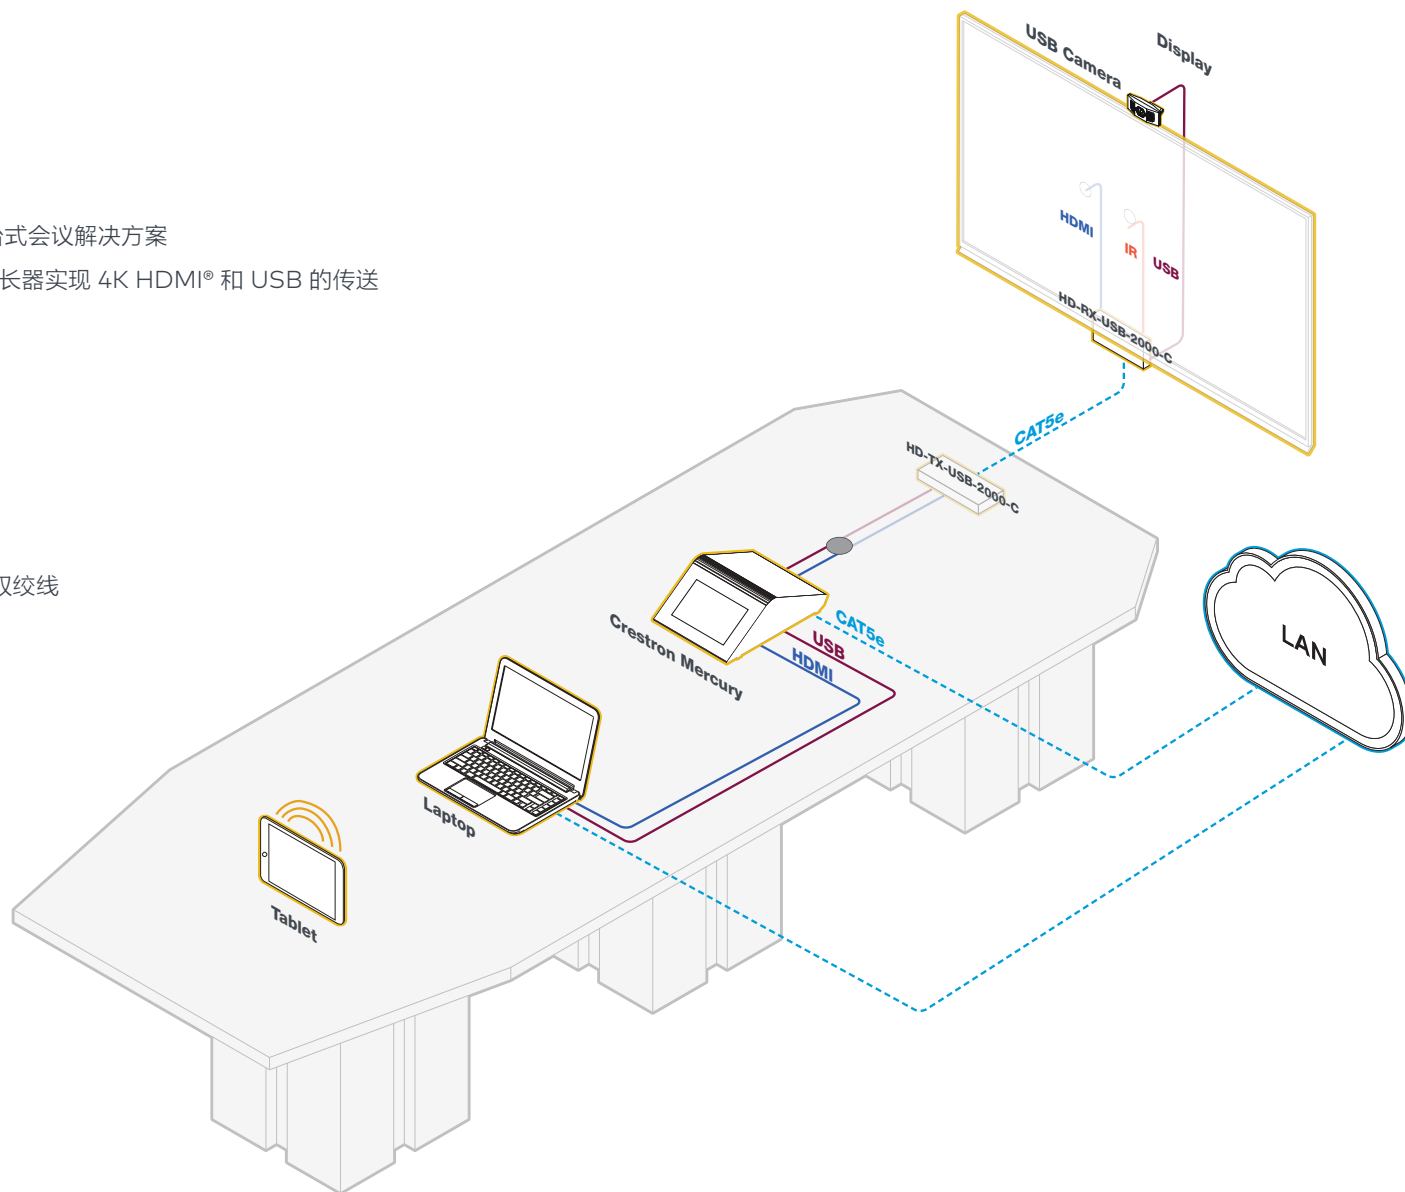 USB Camera
Display
台式会议解决方案
长器实现 4K HDMI® 和 USB 的传送
HDMI
IR
USB
HD-RX-USB-2000-C
CAT5e
HD-TX-USB-2000-C
双绞线
CAT5e
USB
HDMI
Crestron Mercury
LAN
Laptop
Tablet